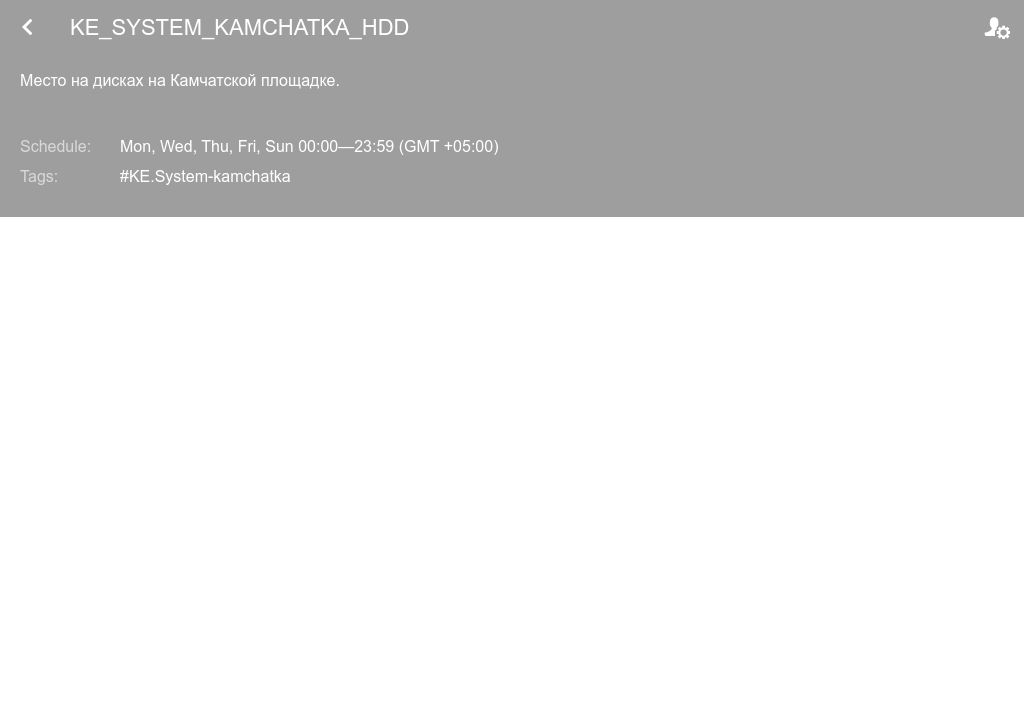 KE_SYSTEM_KAMCHATKA_HDD
Место на дисках на Камчатской площадке.
Schedule: Mon, Wed, Thu, Fri, Sun 00:00—23:59 (GMT +05:00)
Tags: #KE.System-kamchatka